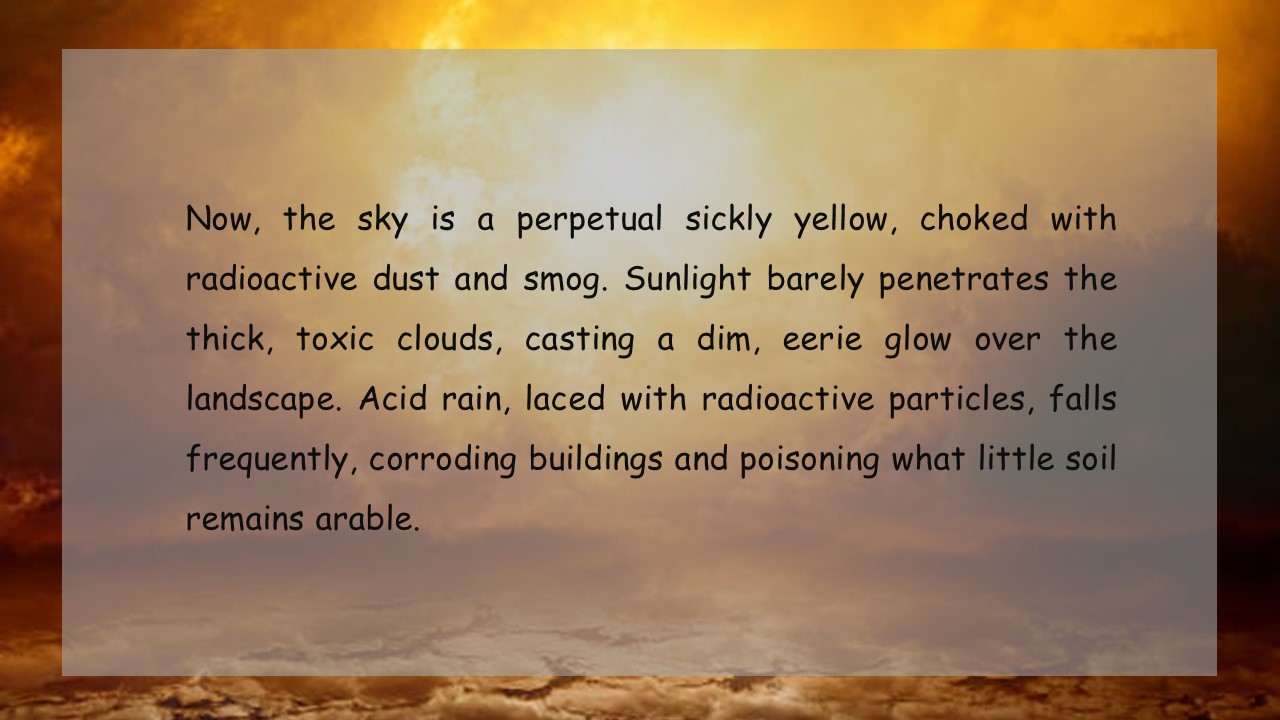 Now, the sky is a perpetual sickly yellow, choked with
radioactive dust and smog. Sunlight barely penetrates the
thick, toxic clouds, casting a dim, eerie glow over the
landscape. Acid rain, laced with radioactive particles, falls
frequently, corroding buildings and poisoning what little soil
remains arable.